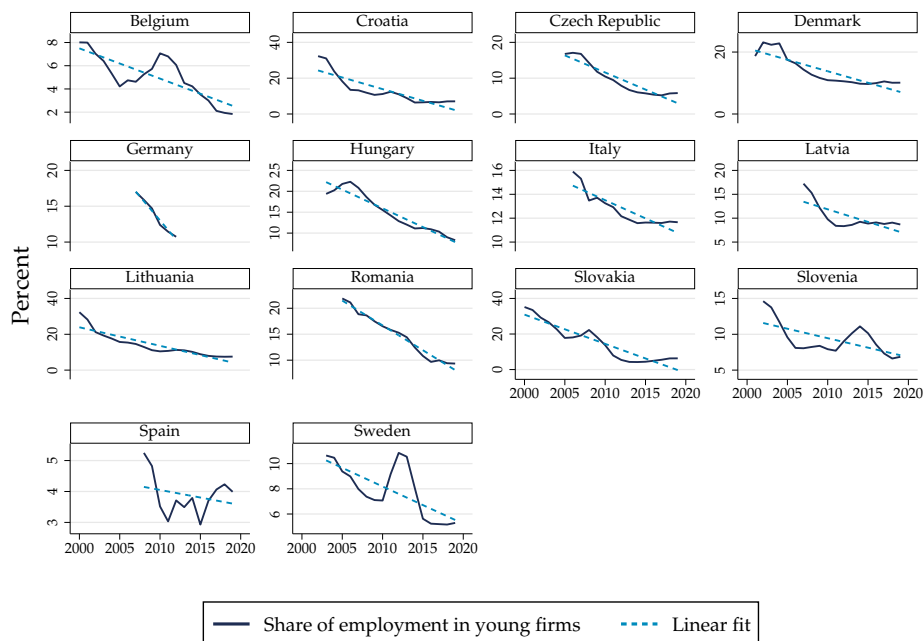 Percent
Belgium
8
6
4
2
Croatia
40
20
0
Czech Republic
20
10
0
Denmark
20
0
Germany
20
15
10
Hungary
25
20
15
10
Italy
16
14
12
10
Latvia
20
15
10
5
Lithuania
40
20
0
Romania
20
15
10
Slovakia
40
20
0
2000 2005 2010 2015 2020
Slovenia
15
10
5
2000 2005 2010 2015 2020
Spain
5
4
3
2000 2005 2010 2015 2020
Sweden
10
8
6
2000 2005 2010 2015 2020
Share of employment in young firms
Linear fit